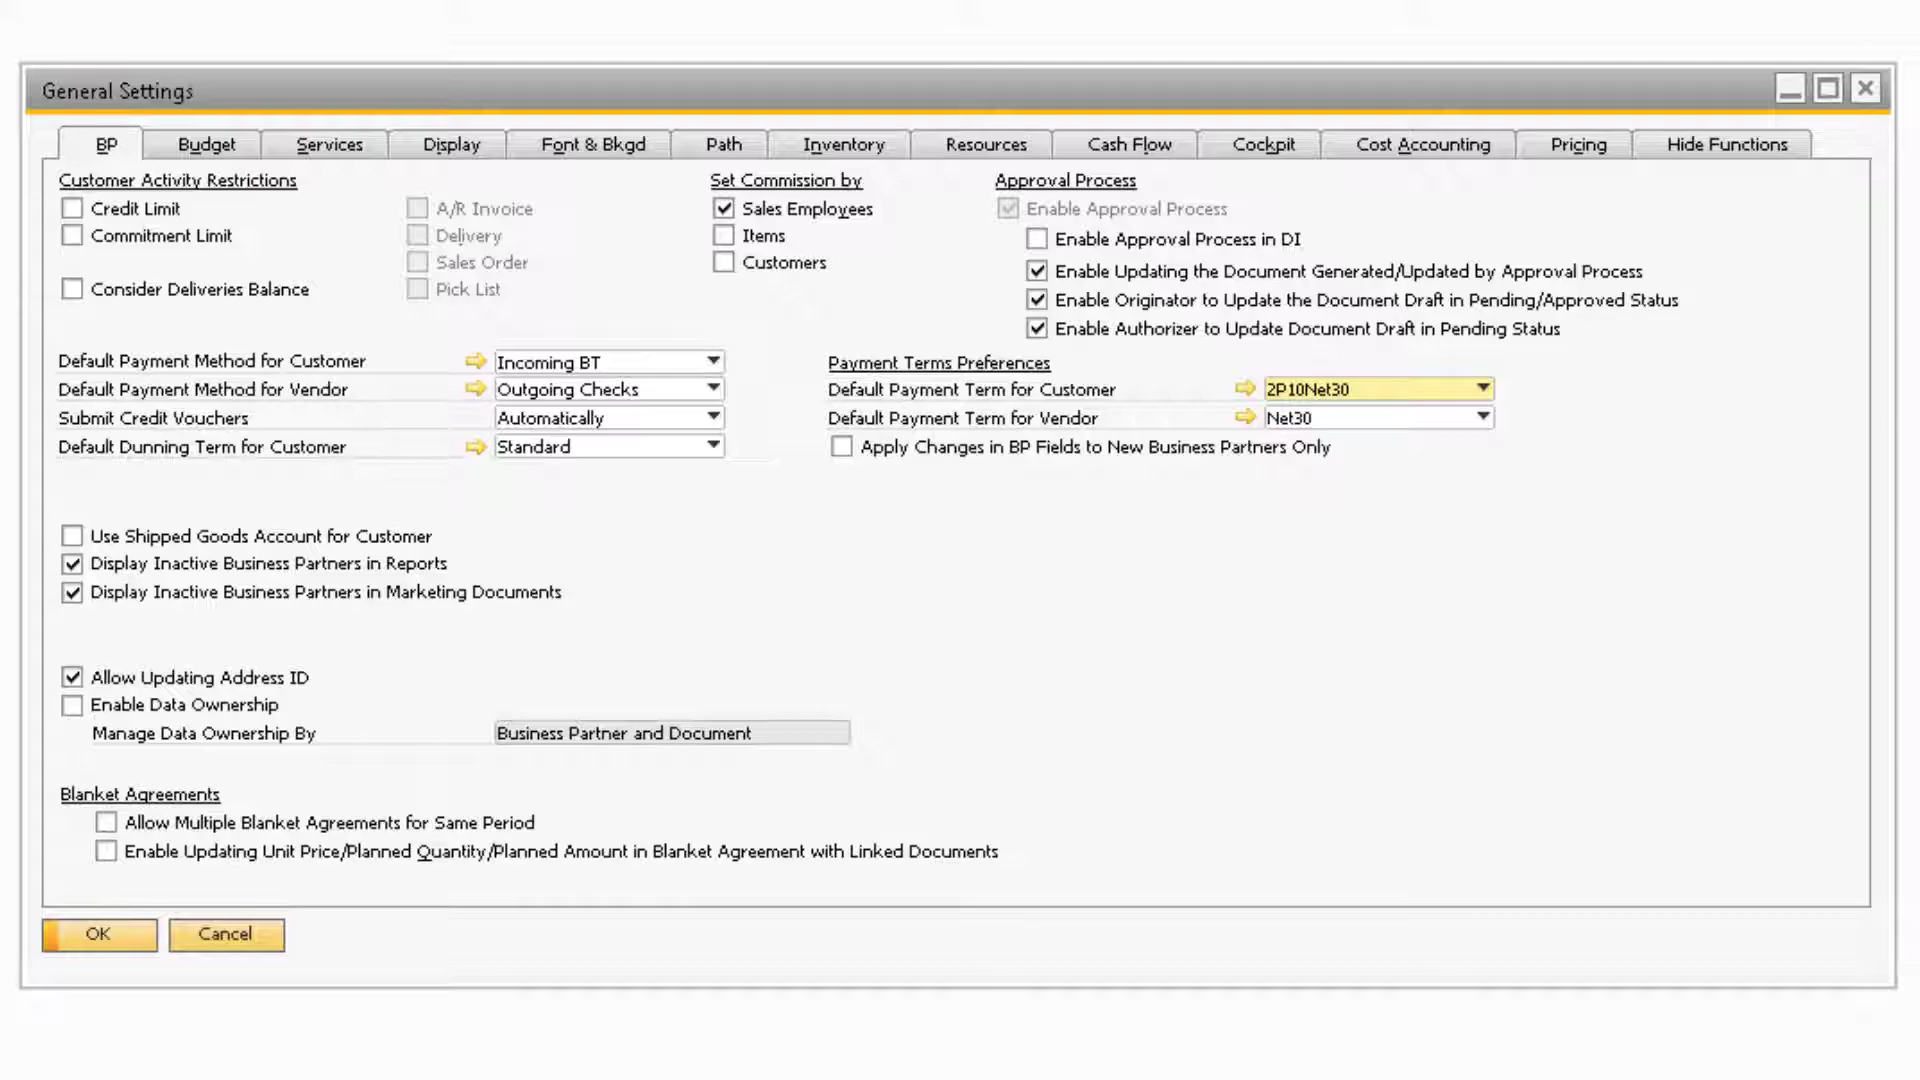 General Settings
BP Budget Services Display Font & Bkgd Path Inventory Resources Cash Flow Cockpit Cost Accounting Pricing Hide Functions
Customer Activity Restrictions Set Commission by Approval Process
Credit Limit A/R Invoice Sales Employees Enable Approval Process
Commitment Limit Delivery Items Enable Approval Process in DI
Sales Order Customers
Enable Updating the Document Generated/Updated by Approval Process
Consider Deliveries Balance Pick List Enable Originator to Update the Document Draft in Pending/Approved Status
Enable Authorizer to Update Document Draft in Pending Status
Default Payment Method for Customer Incoming BT Payment Terms Preferences
Default Payment Method for Vendor Outgoing Checks Default Payment Term for Customer 2P10Net30
Submit Credit Vouchers Automatically Default Payment Term for Vendor Net30
Default Dunning Term for Customer Standard Apply Changes in BP Fields to New Business Partners Only
Use Shipped Goods Account for Customer
Display Inactive Business Partners in Reports
Display Inactive Business Partners in Marketing Documents
Allow Updating Address ID
Enable Data Ownership
Manage Data Ownership By Business Partner and Document
Blanket Agreements
Allow Multiple Blanket Agreements for Same Period
Enable Updating Unit Price/Planned Quantity/Planned Amount in Blanket Agreement with Linked Documents
OK Cancel